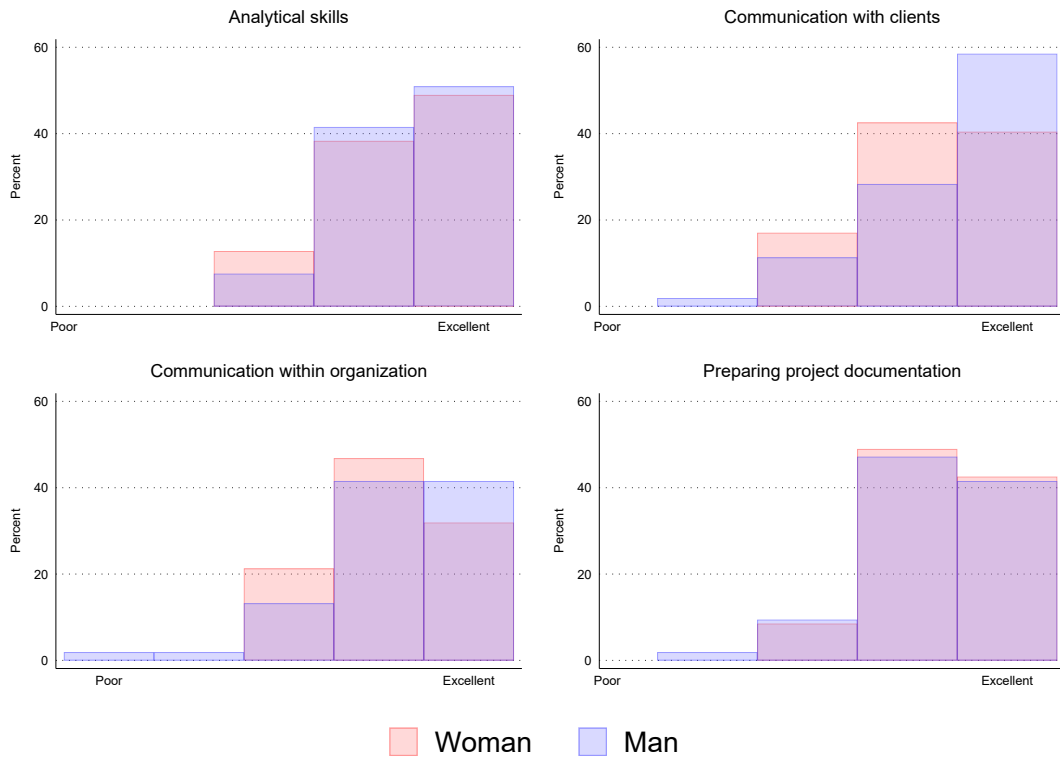 Analytical skills
60
40
20
0
Percent
Poor
Excellent
Communication with clients
60
40
20
0
Percent
Poor
Excellent
Communication within organization
60
40
20
0
Percent
Poor
Excellent
Preparing project documentation
60
40
20
0
Percent
Poor
Excellent
Woman
Man